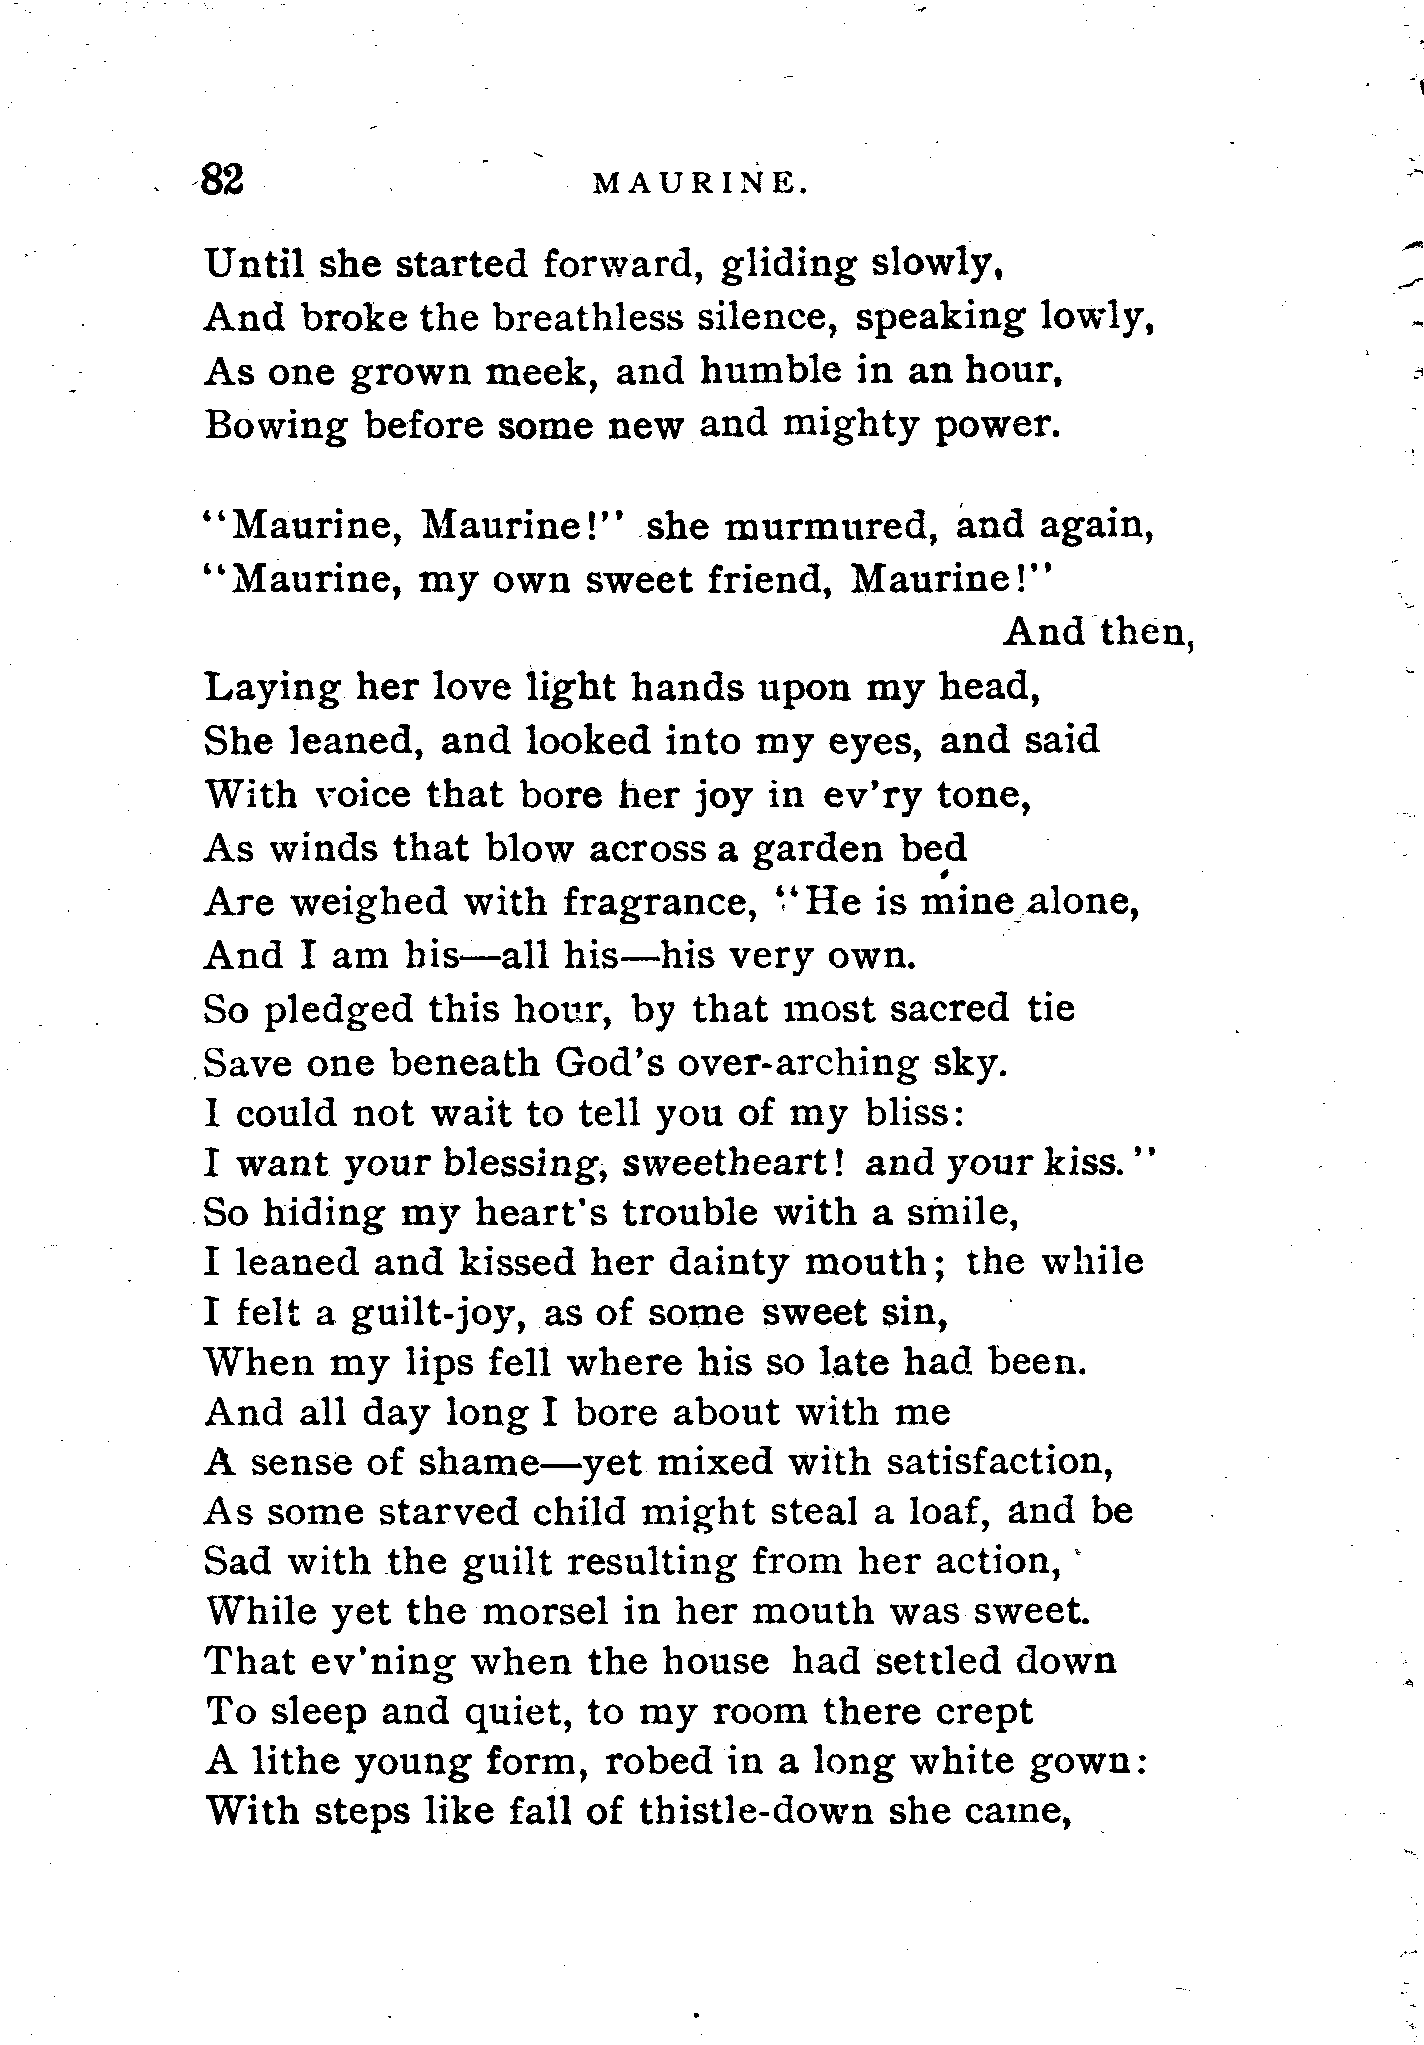 82 MAURINE.
Until she started forward, gliding slowly,
And broke the breathless silence, speaking lowly,
As one grown meek, and humble in an hour,
Bowing before some new and mighty power.
"Maurine, Maurine!" she murmured, and again,
"Maurine, my own sweet friend, Maurine!"
And then,
Laying her love light hands upon my head,
She leaned, and looked into my eyes, and said
With voice that bore her joy in ev'ry tone,
As winds that blow across a garden bed
Are weighed with fragrance, "He is mine alone,
And I am his—all his—his very own.
So pledged this hour, by that most sacred tie
Save one beneath God's over-arching sky.
I could not wait to tell you of my bliss:
I want your blessing, sweetheart! and your kiss."
So hiding my heart's trouble with a smile,
I leaned and kissed her dainty mouth; the while
I felt a guilt-joy, as of some sweet sin,
When my lips fell where his so late had been.
And all day long I bore about with me
A sense of shame—yet mixed with satisfaction,
As some starved child might steal a loaf, and be
Sad with the guilt resulting from her action,
While yet the morsel in her mouth was sweet.
That ev'ning when the house had settled down
To sleep and quiet, to my room there crept
A lithe young form, robed in a long white gown:
With steps like fall of thistle-down she came,